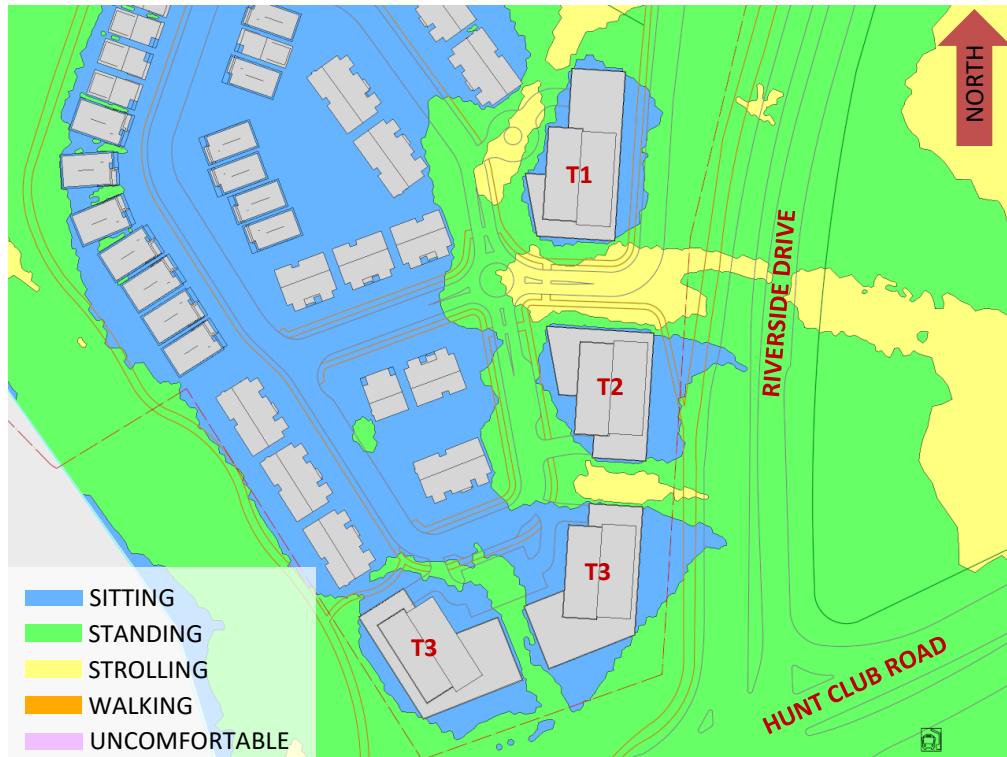 NORTH
T1
RIVERSIDE DRIVE
T2
T3
T3
HUNT CLUB ROAD
SITTING
STANDING
STROLLING
WALKING
UNCOMFORTABLE